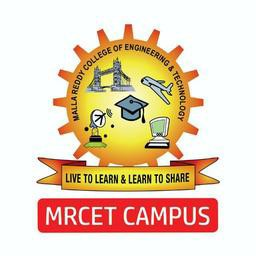 MALLA REDDY COLLEGE OF ENGINEERING & TECHNOLOGY
LIVE TO LEARN & LEARN TO SHARE
MRCET CAMPUS